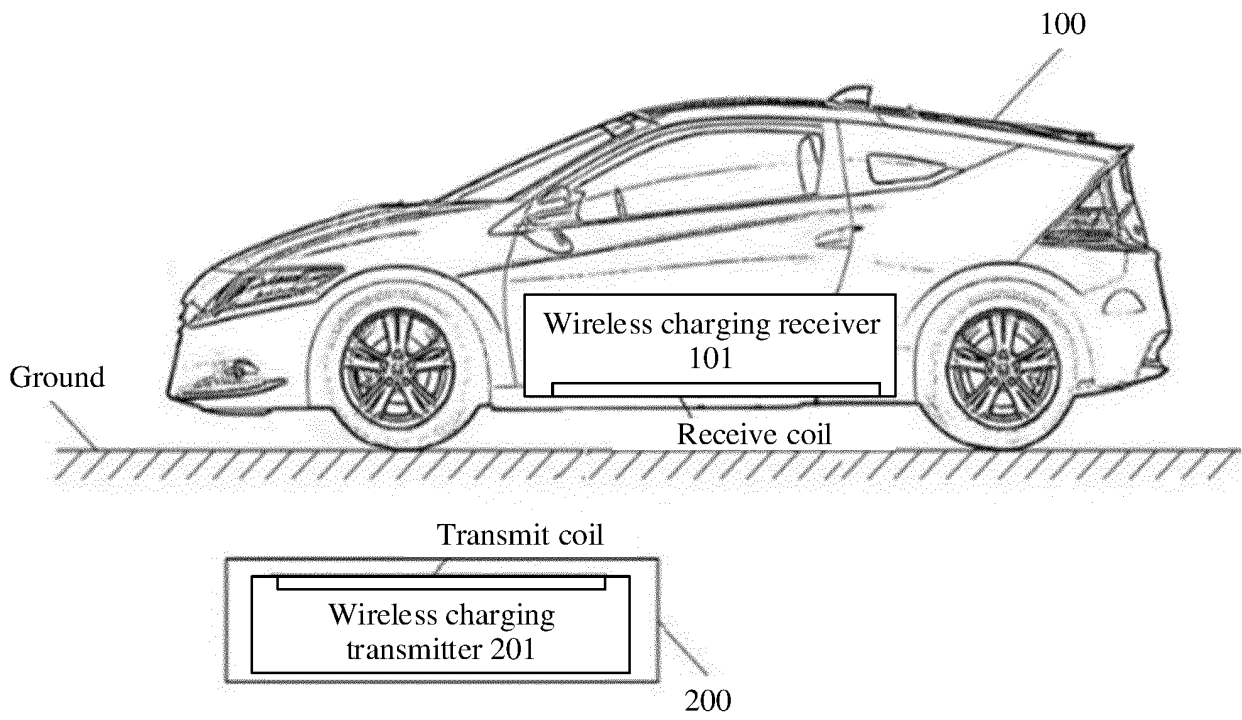 100
Wireless charging receiver
101
Ground
Receive coil
Transmit coil
Wireless charging
transmitter 201
200